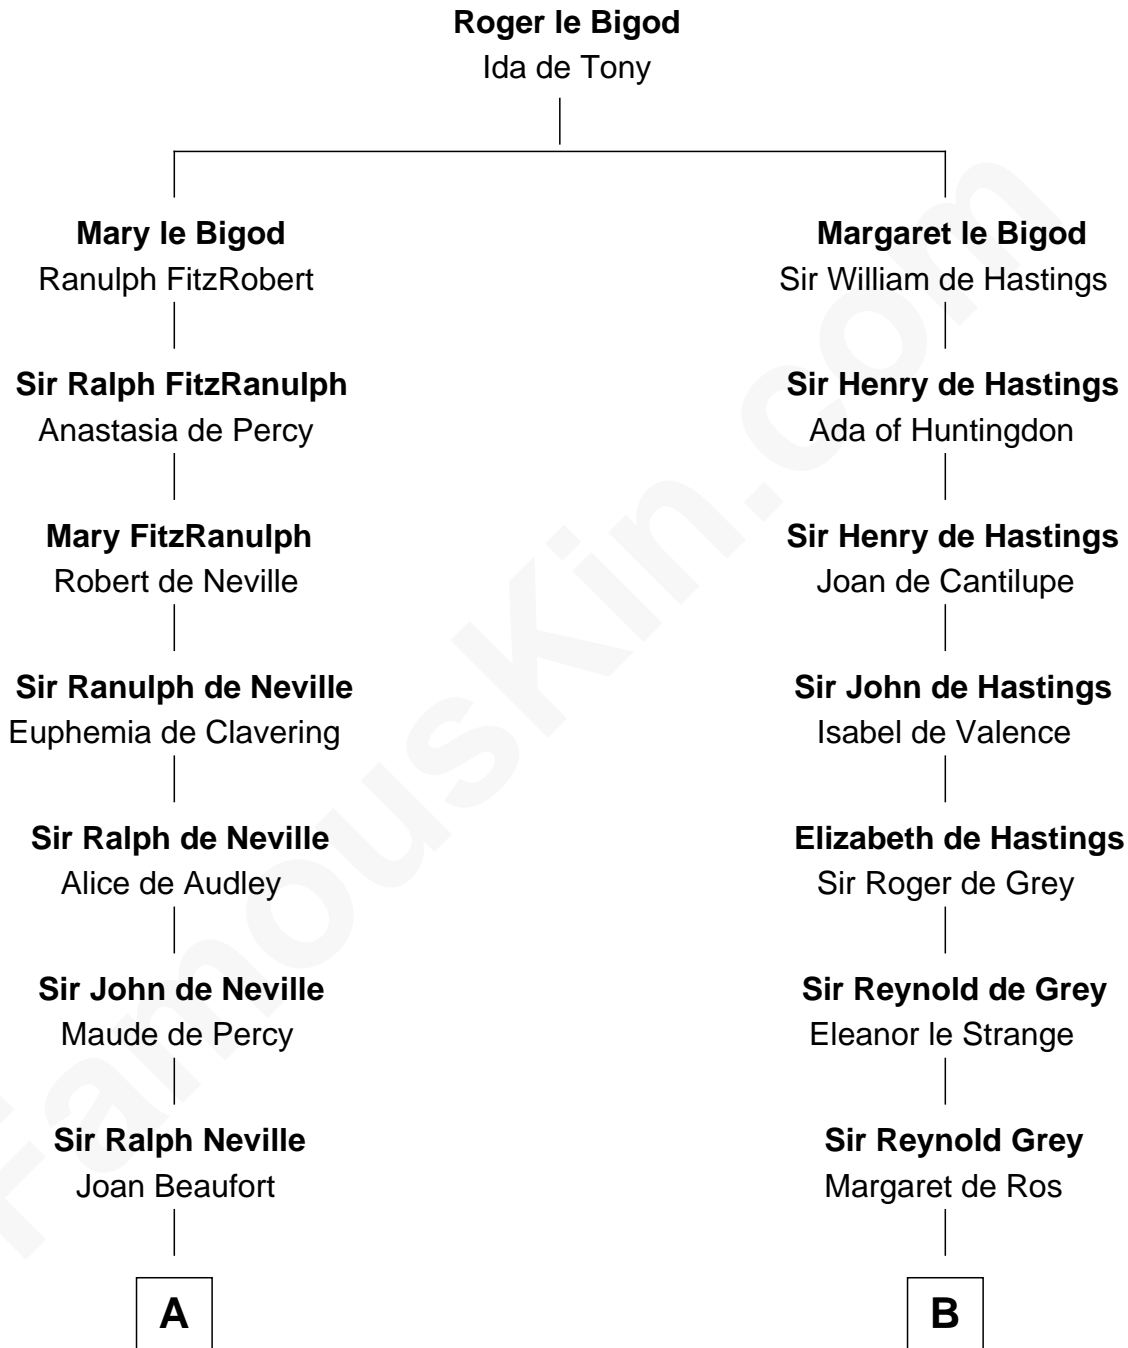 Roger le Bigod
Ida de Tony
Mary le Bigod
Ranulph FitzRobert
Margaret le Bigod
Sir William de Hastings
Sir Ralph FitzRanulph
Anastasia de Percy
Sir Henry de Hastings
Ada of Huntingdon
Mary FitzRanulph
Robert de Neville
Sir Henry de Hastings
Joan de Cantilupe
Sir Ranulph de Neville
Euphemia de Clavering
Sir John de Hastings
Isabel de Valence
Sir Ralph de Neville
Alice de Audley
Elizabeth de Hastings
Sir Roger de Grey
Sir John de Neville
Maude de Percy
Sir Reynold de Grey
Eleanor le Strange
Sir Ralph Neville
Joan Beaufort
Sir Reynold Grey
Margaret de Ros
A
B
FamousKin.com